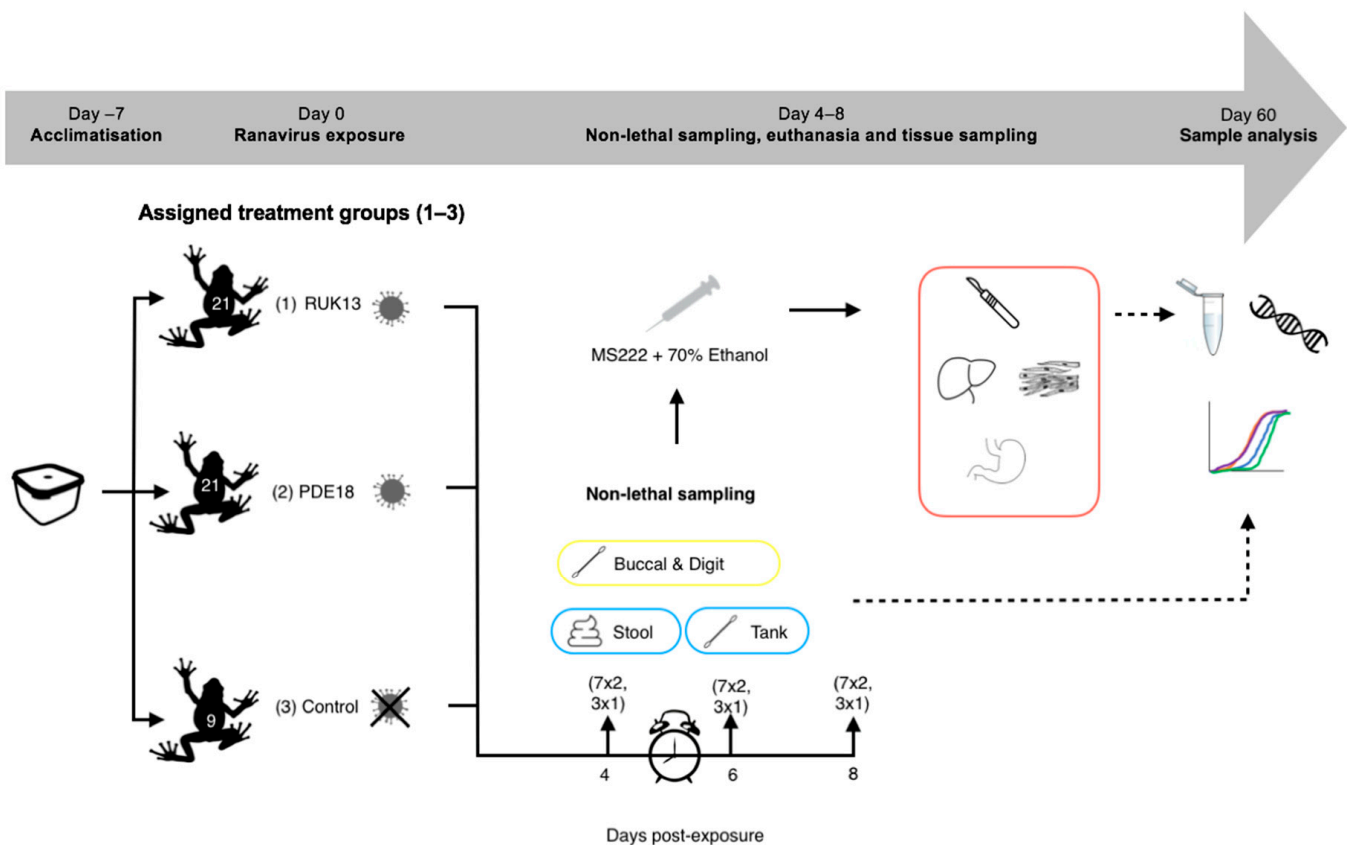 Day –7
Acclimatisation
Day 0
Ranavirus exposure
Day 4–8
Non-lethal sampling, euthanasia and tissue sampling
Day 60
Sample analysis
Assigned treatment groups (1–3)
21
(1) RUK13
21
(2) PDE18
9
(3) Control
MS222 + 70% Ethanol
Non-lethal sampling
Buccal & Digit
Stool
Tank
(7x2,
3x1)
(7x2,
3x1)
(7x2,
3x1)
4
6
8
Days post-exposure